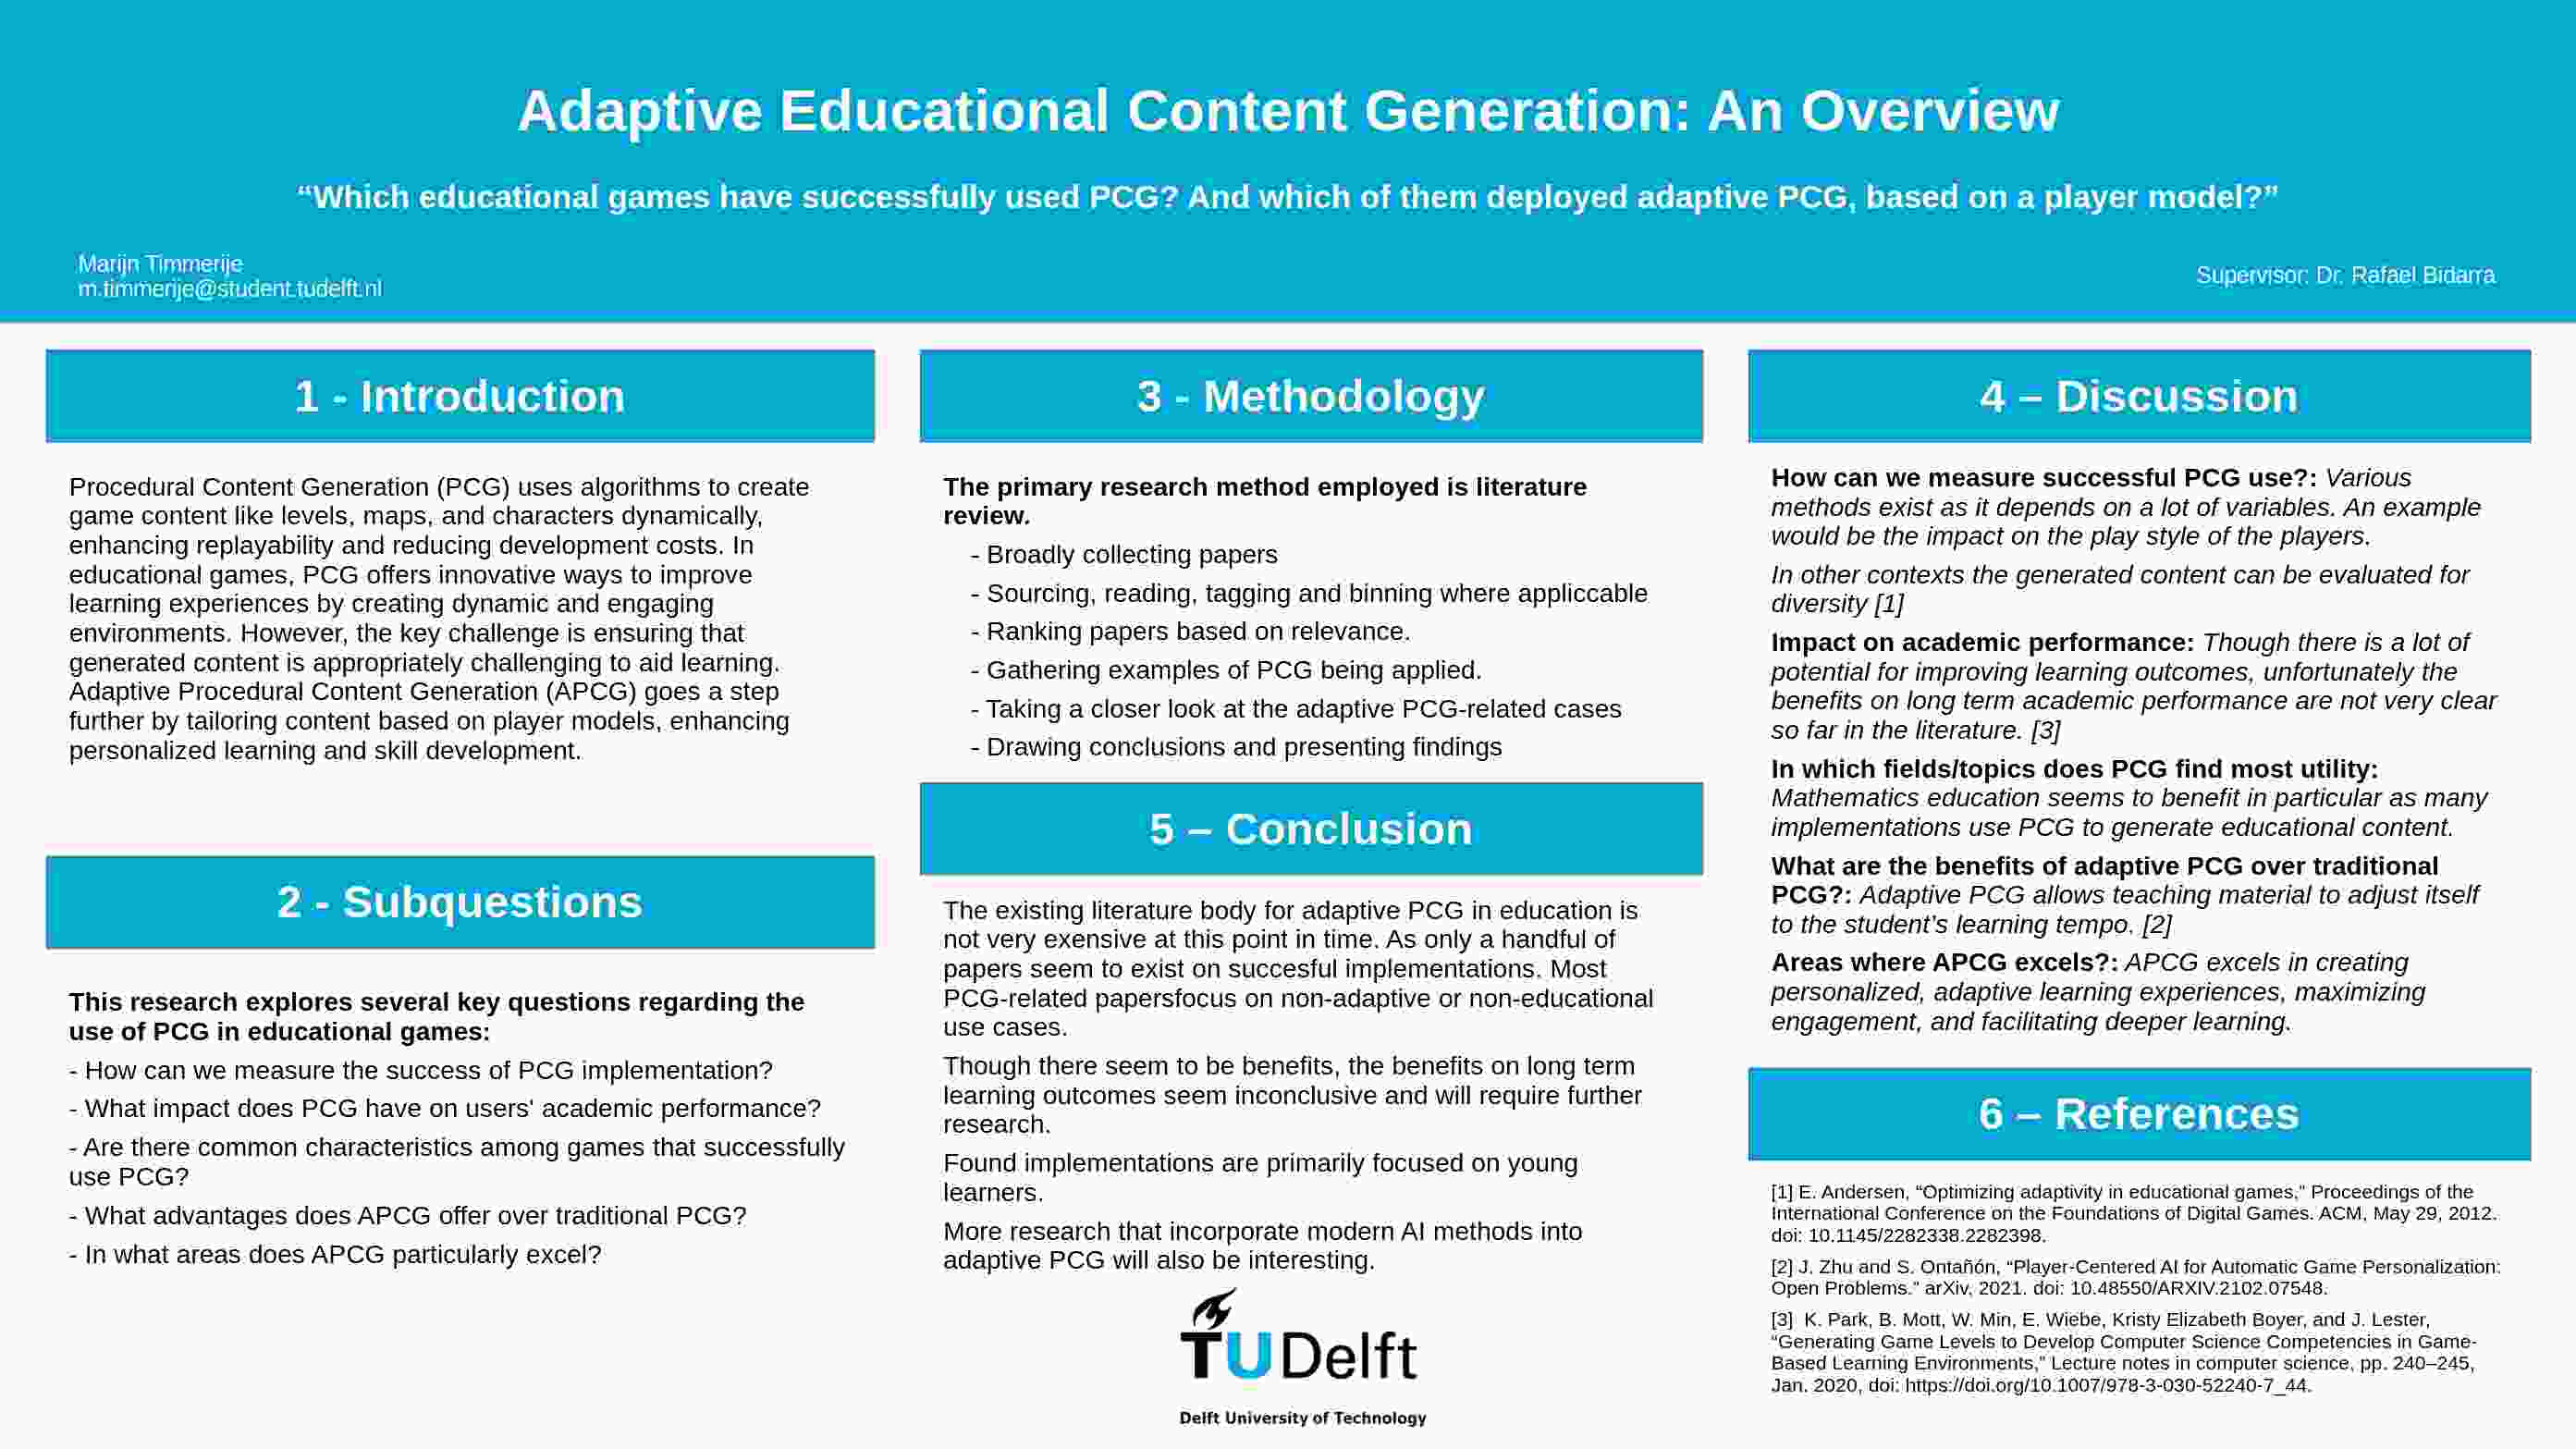 Adaptive Educational Content Generation: An Overview
“Which educational games have successfully used PCG? And which of them deployed adaptive PCG, based on a player model?”
Marijn Timmerije
m.timmerije@student.tudelft.nl
Supervisor: Dr. Rafael Bidarra
1 - Introduction
Procedural Content Generation (PCG) uses algorithms to create
game content like levels, maps, and characters dynamically,
enhancing replayability and reducing development costs. In
educational games, PCG offers innovative ways to improve
learning experiences by creating dynamic and engaging
environments. However, the key challenge is ensuring that
generated content is appropriately challenging to aid learning.
Adaptive Procedural Content Generation (APCG) goes a step
further by tailoring content based on player models, enhancing
personalized learning and skill development.
2 - Subquestions
This research explores several key questions regarding the
use of PCG in educational games:
- How can we measure the success of PCG implementation?
- What impact does PCG have on users' academic performance?
- Are there common characteristics among games that successfully
use PCG?
- What advantages does APCG offer over traditional PCG?
- In what areas does APCG particularly excel?
3 - Methodology
The primary research method employed is literature
review.
- Broadly collecting papers
- Sourcing, reading, tagging and binning where appliccable
- Ranking papers based on relevance.
- Gathering examples of PCG being applied.
- Taking a closer look at the adaptive PCG-related cases
- Drawing conclusions and presenting findings
4 – Discussion
How can we measure successful PCG use?: Various
methods exist as it depends on a lot of variables. An example
would be the impact on the play style of the players.
In other contexts the generated content can be evaluated for
diversity [1]
Impact on academic performance: Though there is a lot of
potential for improving learning outcomes, unfortunately the
benefits on long term academic performance are not very clear
so far in the literature. [3]
In which fields/topics does PCG find most utility:
Mathematics education seems to benefit in particular as many
implementations use PCG to generate educational content.
What are the benefits of adaptive PCG over traditional
PCG?: Adaptive PCG allows teaching material to adjust itself
to the student's learning tempo. [2]
Areas where APCG excels?: APCG excels in creating
personalized, adaptive learning experiences, maximizing
engagement, and facilitating deeper learning.
5 – Conclusion
The existing literature body for adaptive PCG in education is
not very exensive at this point in time. As only a handful of
papers seem to exist on succesful implementations. Most
PCG-related papersfocus on non-adaptive or non-educational
use cases.
Though there seem to be benefits, the benefits on long term
learning outcomes seem inconclusive and will require further
research.
Found implementations are primarily focused on young
learners.
More research that incorporate modern AI methods into
adaptive PCG will also be interesting.
TU Delft
Delft University of Technology
6 – References
[1] E. Andersen, “Optimizing adaptivity in educational games,” Proceedings of the
International Conference on the Foundations of Digital Games. ACM, May 29, 2012.
doi: 10.1145/2282338.2282398.
[2] J. Zhu and S. Ontañón, “Player-Centered AI for Automatic Game Personalization:
Open Problems.” arXiv, 2021. doi: 10.48550/ARXIV.2102.07548.
[3] K. Park, B. Mott, W. Min, E. Wiebe, Kristy Elizabeth Boyer, and J. Lester,
“Generating Game Levels to Develop Computer Science Competencies in Game-
Based Learning Environments,” Lecture notes in computer science, pp. 240–245,
Jan. 2020, doi: https://doi.org/10.1007/978-3-030-52240-7_44.